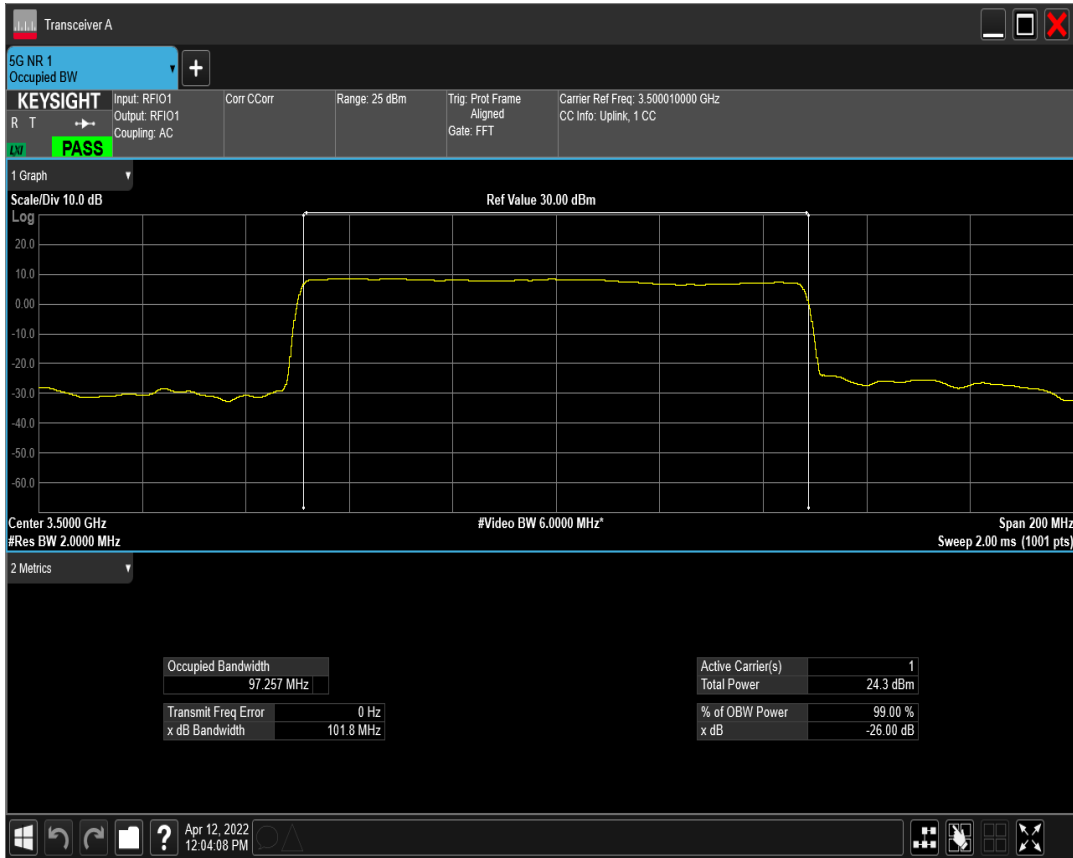 Transceiver A
5G NR 1
Occupied BW
KEYSIGHT
R T
LXI
PASS
Input: RFIO1
Output: RFIO1
Coupling: AC
Corr CCorr
Range: 25 dBm
Trig: Prot Frame
Aligned
Gate: FFT
Carrier Ref Freq: 3.500010000 GHz
CC Info: Uplink, 1 CC
1 Graph
Scale/Div 10.0 dB
Ref Value 30.00 dBm
Log
20.0
10.0
0.00
-10.0
-20.0
-30.0
-40.0
-50.0
-60.0
Center 3.5000 GHz
#Video BW 6.0000 MHz*
Span 200 MHz
#Res BW 2.0000 MHz
Sweep 2.00 ms (1001 pts)
2 Metrics
Occupied Bandwidth
97.257 MHz
Transmit Freq Error 0 Hz
x dB Bandwidth 101.8 MHz
Active Carrier(s) 1
Total Power 24.3 dBm
% of OBW Power 99.00 %
x dB -26.00 dB
?
Apr 12, 2022
12:04:08 PM